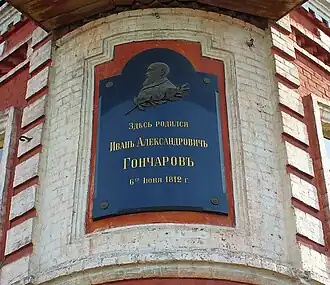 Здѣсь родился
Иванъ Александровичъ
Гончаровъ
6го Iюня 1812 г.